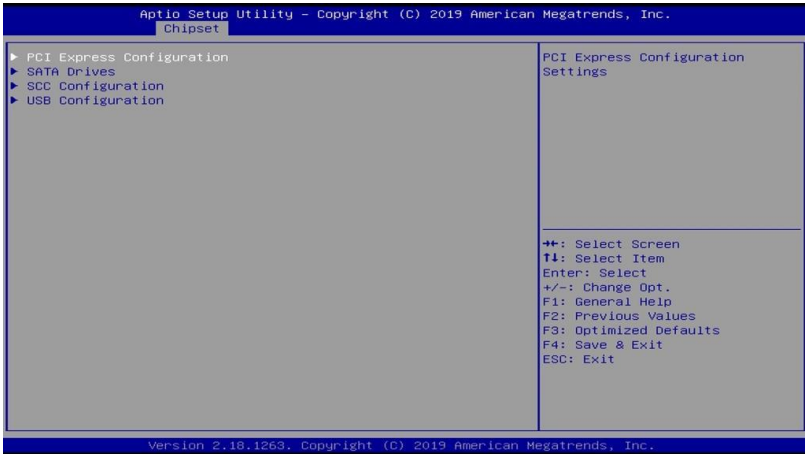 Aptio Setup Utility – Copyright (C) 2019 American Megatrends, Inc.
Chipset
▶ PCI Express Configuration
▶ SATA Drives
▶ SCC Configuration
▶ USB Configuration
PCI Express Configuration
Settings
→←: Select Screen
↑↓: Select Item
Enter: Select
+/-: Change Opt.
F1: General Help
F2: Previous Values
F3: Optimized Defaults
F4: Save & Exit
ESC: Exit
Version 2.18.1263. Copyright (C) 2019 American Megatrends, Inc.